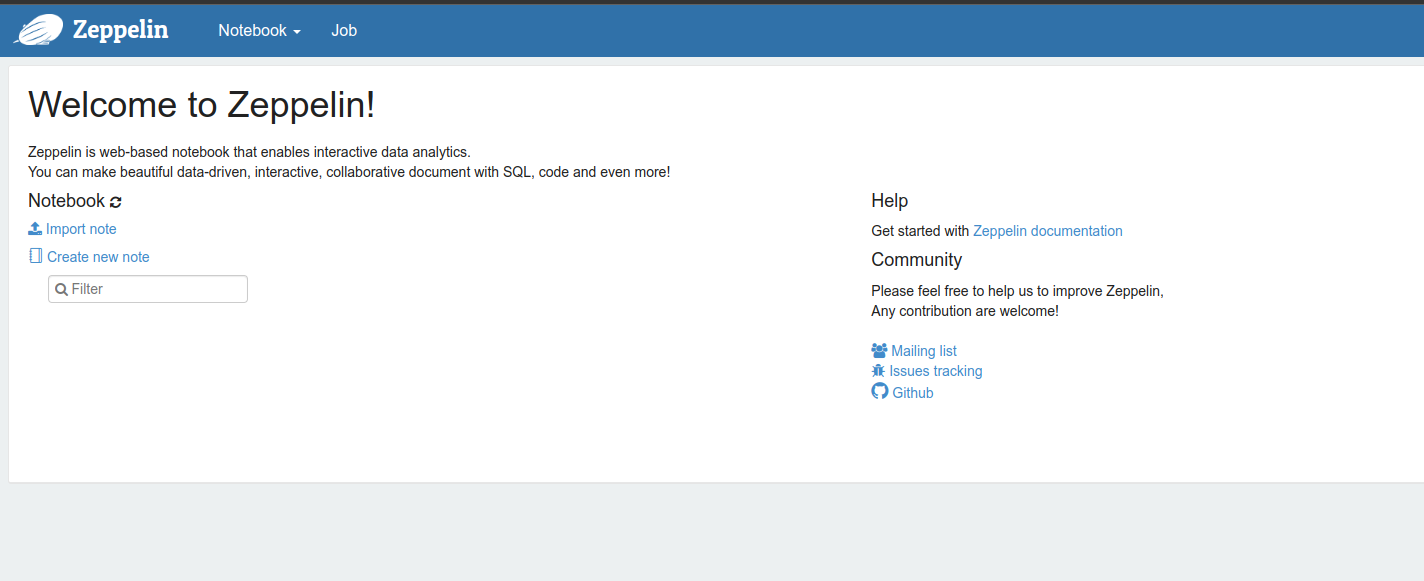 Zeppelin
Notebook
Job
Welcome to Zeppelin!
Zeppelin is web-based notebook that enables interactive data analytics.
You can make beautiful data-driven, interactive, collaborative document with SQL, code and even more!
Notebook
Import note
Create new note
Filter
Help
Get started with Zeppelin documentation
Community
Please feel free to help us to improve Zeppelin,
Any contribution are welcome!
Mailing list
Issues tracking
Github